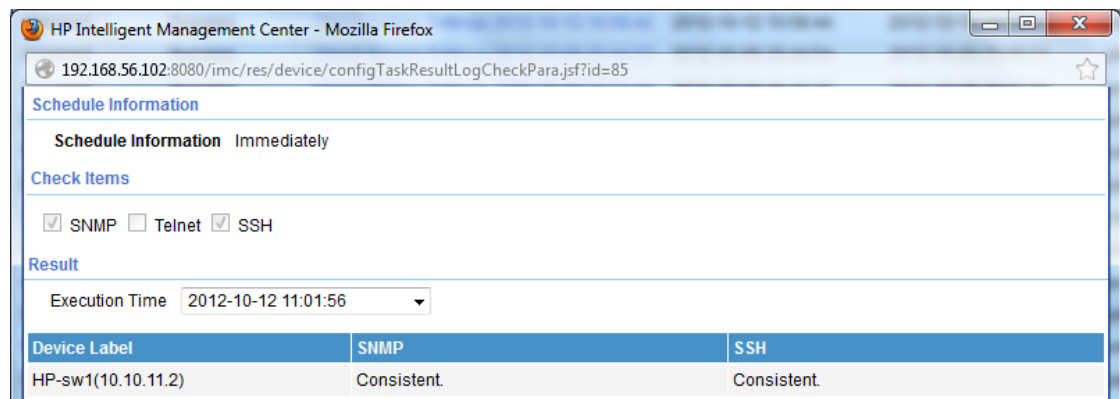 HP Intelligent Management Center - Mozilla Firefox
192.168.56.102:8080/imc/res/device/configTaskResultLogCheckPara.jsf?id=85
Schedule Information
Schedule Information Immediately
Check Items
SNMP Telnet SSH
Result
Execution Time 2012-10-12 11:01:56
Device Label SNMP SSH
HP-sw1(10.10.11.2) Consistent. Consistent.